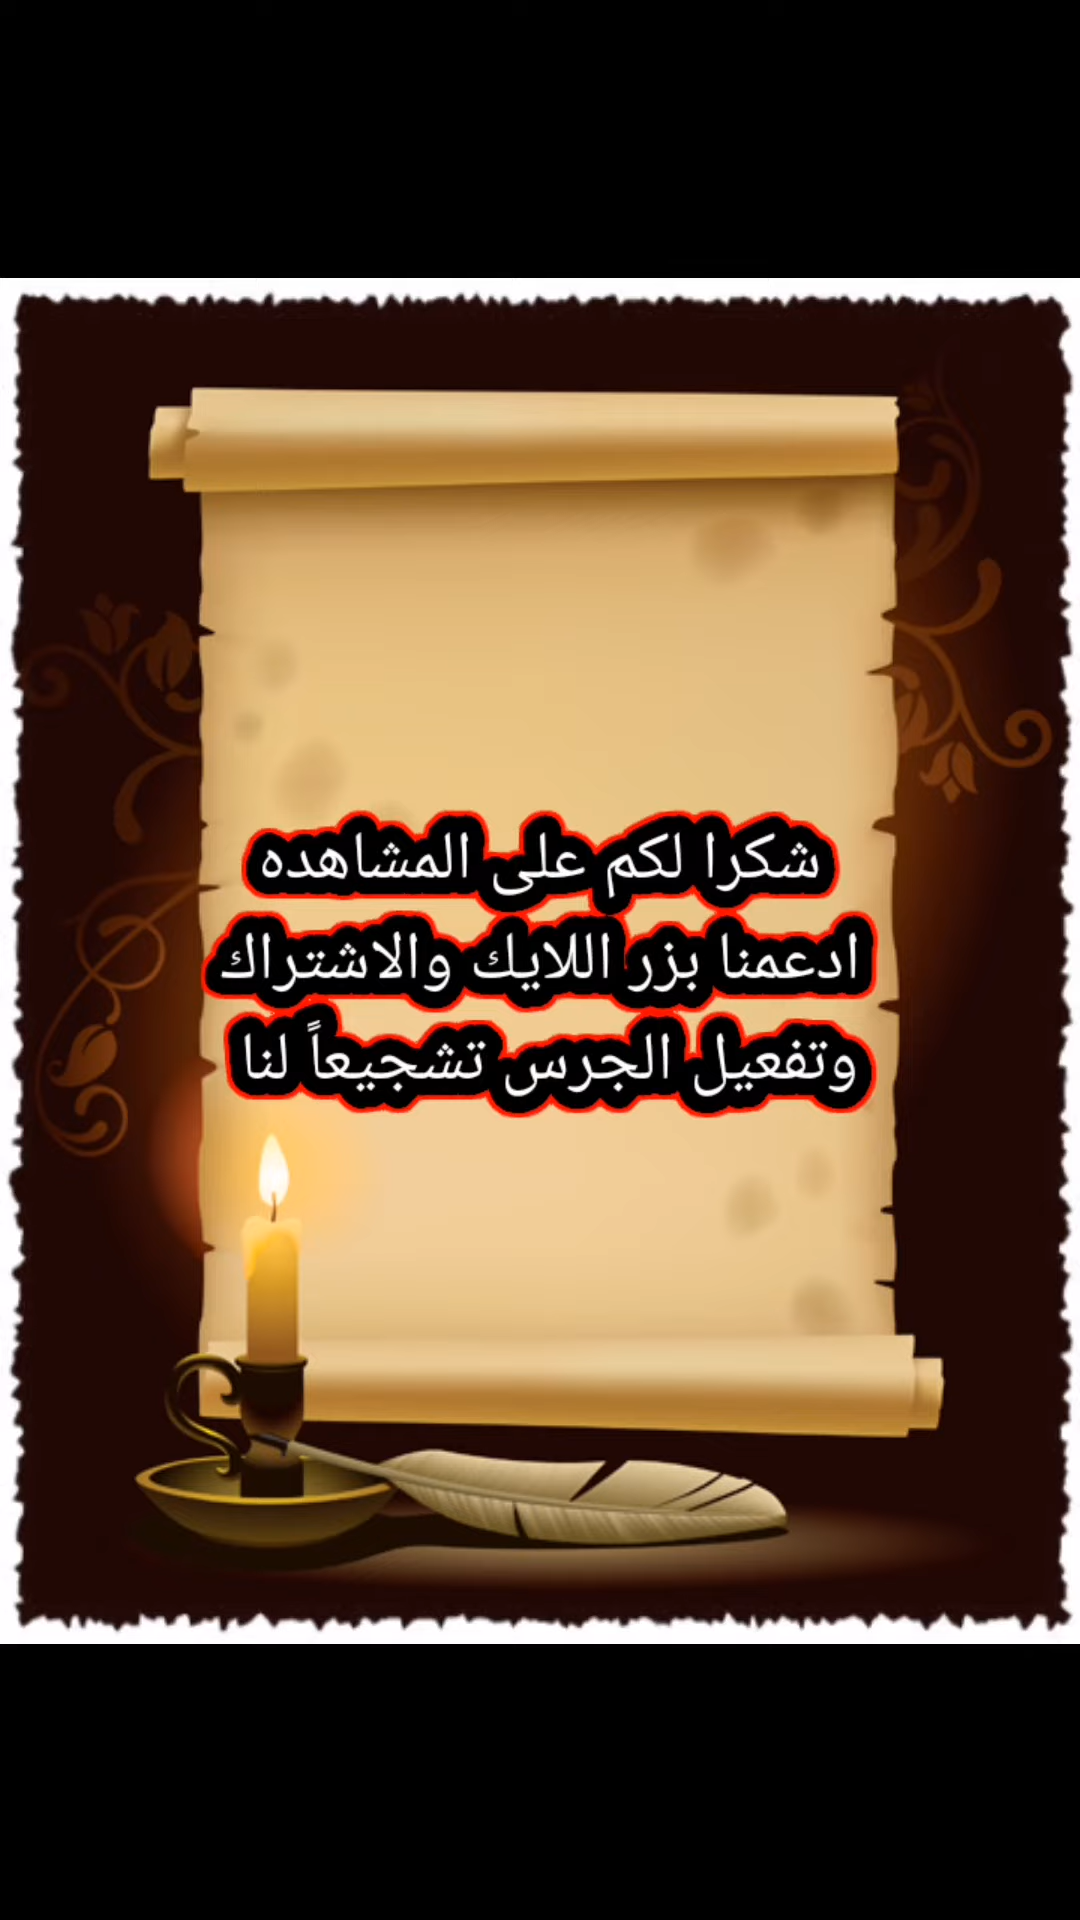 شكرا لكم على المشاهده
ادعمنا بزر اللايك والاشتراك
وتفعيل الجرس تشجيعاً لنا